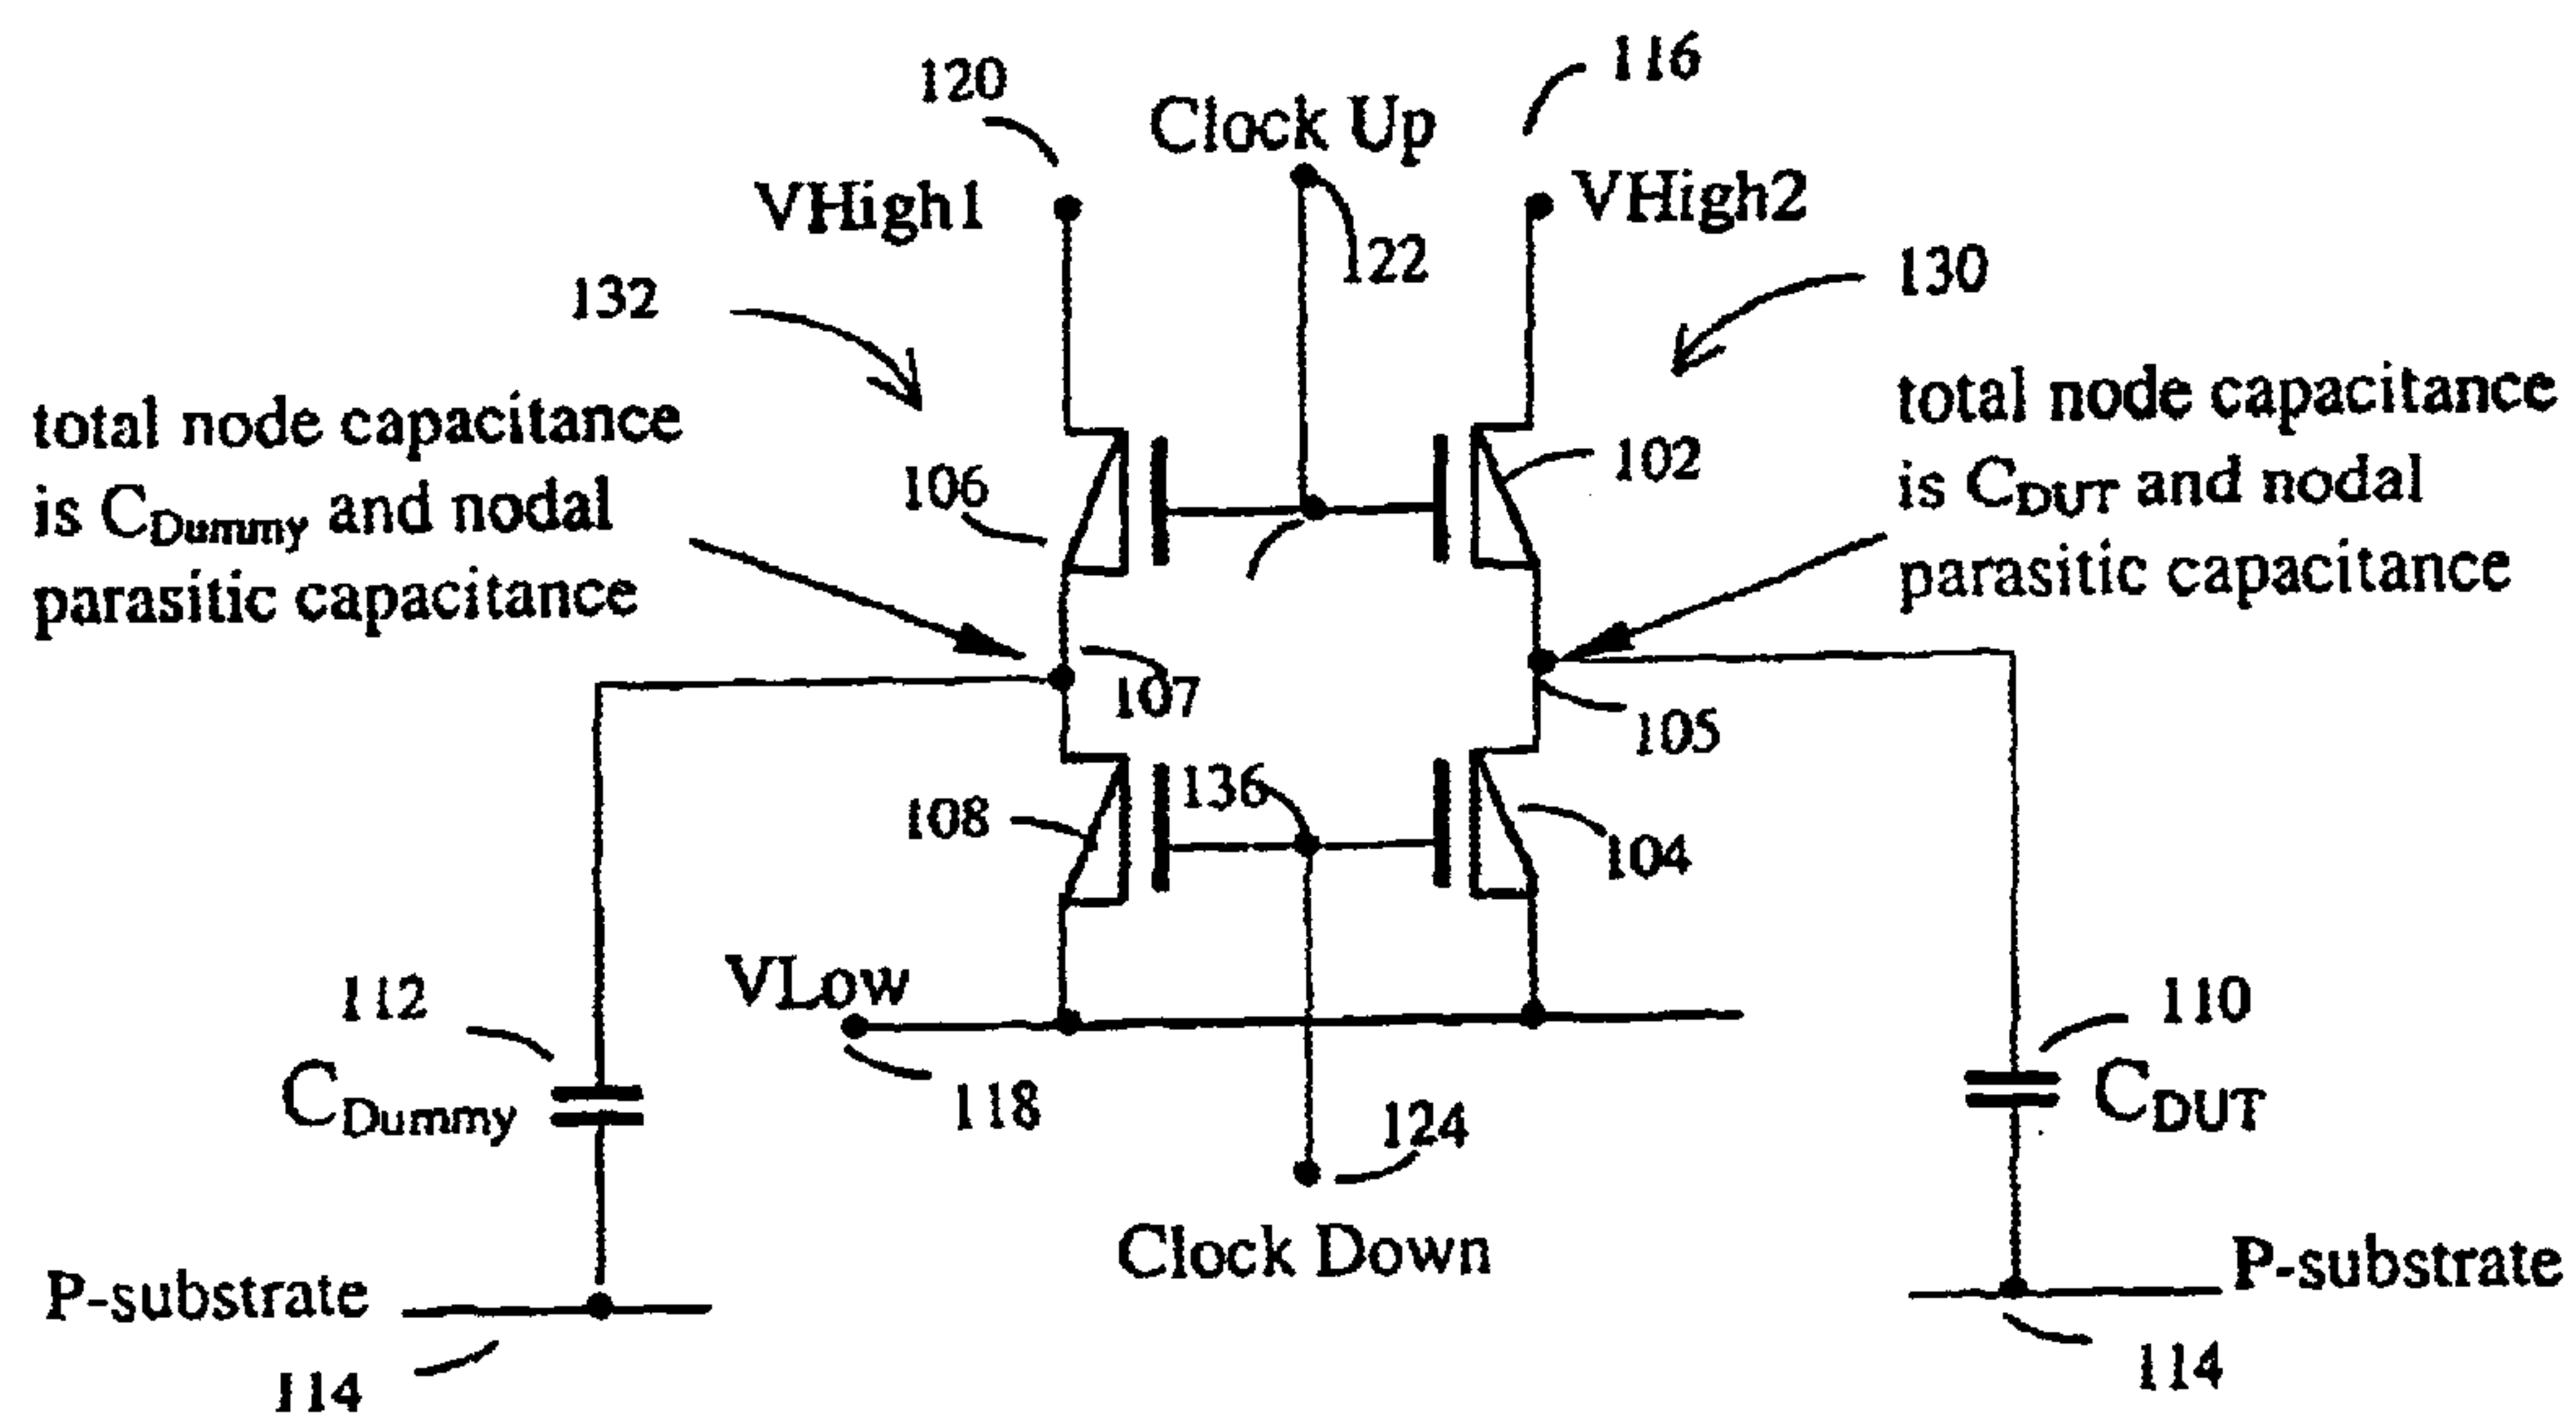 120
116
Clock Up
VHigh1
VHigh2
122
132
130
total node capacitance
is CDummy and nodal
parasitic capacitance
total node capacitance
is CDUT and nodal
parasitic capacitance
106
102
107
105
136
108
104
VLow
118
112
CDummy
110
CDUT
124
Clock Down
P-substrate
P-substrate
114
114